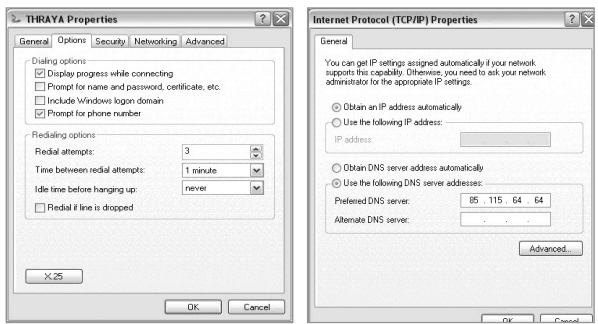 THRAYA Properties
General Options Security Networking Advanced
Dialing options
Display progress while connecting
Prompt for name and password, certificate, etc.
Include Windows logon domain
Prompt for phone number
Redialing options
Redial attempts: 3
Time between redial attempts: 1 minute
Idle time before hanging up: never
Redial if line is dropped
X.25
OK Cancel
Internet Protocol (TCP/IP) Properties
General
You can get IP settings assigned automatically if your network
supports this capability. Otherwise, you need to ask your network
administrator for the appropriate IP settings.
Obtain an IP address automatically
Use the following IP address:
IP address:
Obtain DNS server address automatically
Use the following DNS server addresses:
Preferred DNS server: 85 . 115 . 64 . 64
Alternate DNS server: . . .
Advanced...
OK Cancel